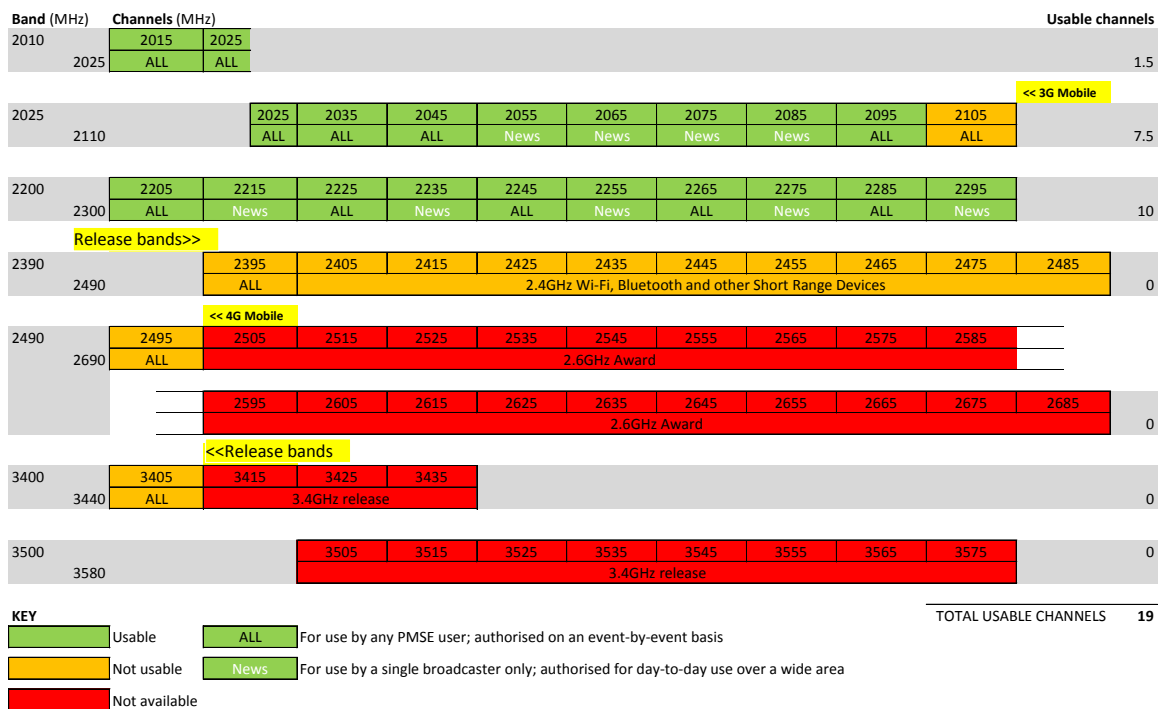 Band (MHz) Channels (MHz) Usable channels
2010 2015 2025
2025 ALL ALL 1.5
<< 3G Mobile
2025 2025 2035 2045 2055 2065 2075 2085 2095 2105
2110 ALL ALL ALL News News News News ALL ALL 7.5
2200 2205 2215 2225 2235 2245 2255 2265 2275 2285 2295
2300 ALL News ALL News ALL News ALL News ALL News 10
Release bands>>
2390 2395 2405 2415 2425 2435 2445 2455 2465 2475 2485
2490 ALL 2.4GHz Wi-Fi, Bluetooth and other Short Range Devices 0
<< 4G Mobile
2490 2495 2505 2515 2525 2535 2545 2555 2565 2575 2585
2690 ALL 2.6GHz Award
2595 2605 2615 2625 2635 2645 2655 2665 2675 2685
2.6GHz Award 0
<<Release bands
3400 3405 3415 3425 3435
3440 ALL 3.4GHz release 0
3500 3505 3515 3525 3535 3545 3555 3565 3575 0
3580 3.4GHz release
KEY TOTAL USABLE CHANNELS 19
Usable ALL For use by any PMSE user; authorised on an event-by-event basis
Not usable News For use by a single broadcaster only; authorised for day-to-day use over a wide area
Not available